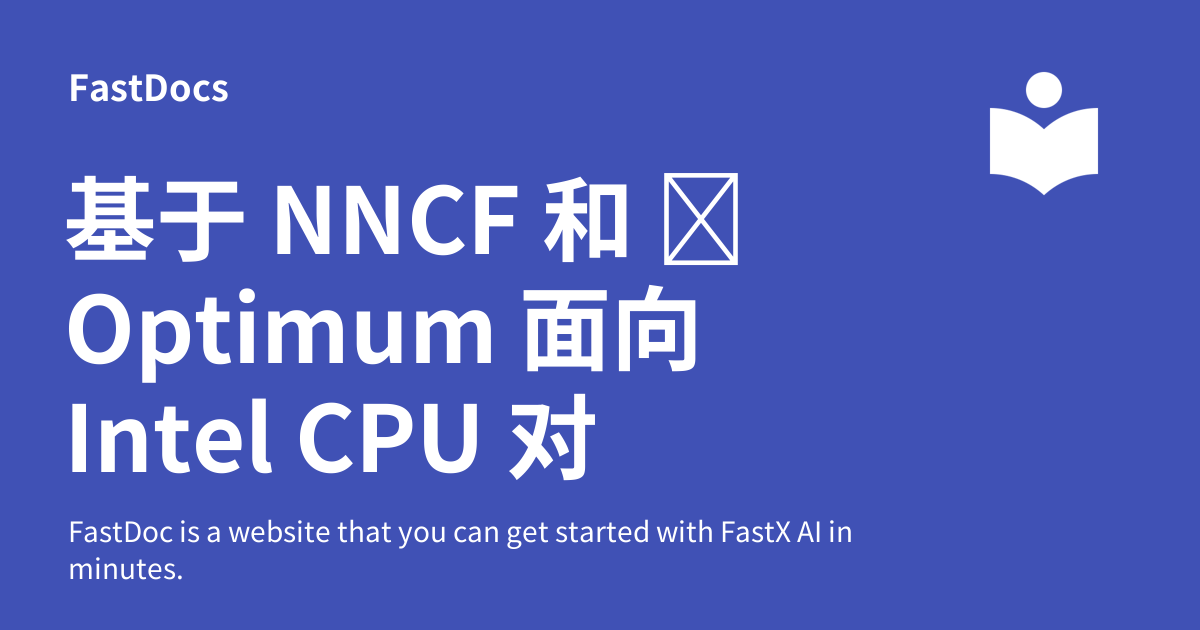 FastDocs
基于 NNCF 和
Optimum 面向
Intel CPU 对
FastDoc is a website that you can get started with FastX AI in
minutes.